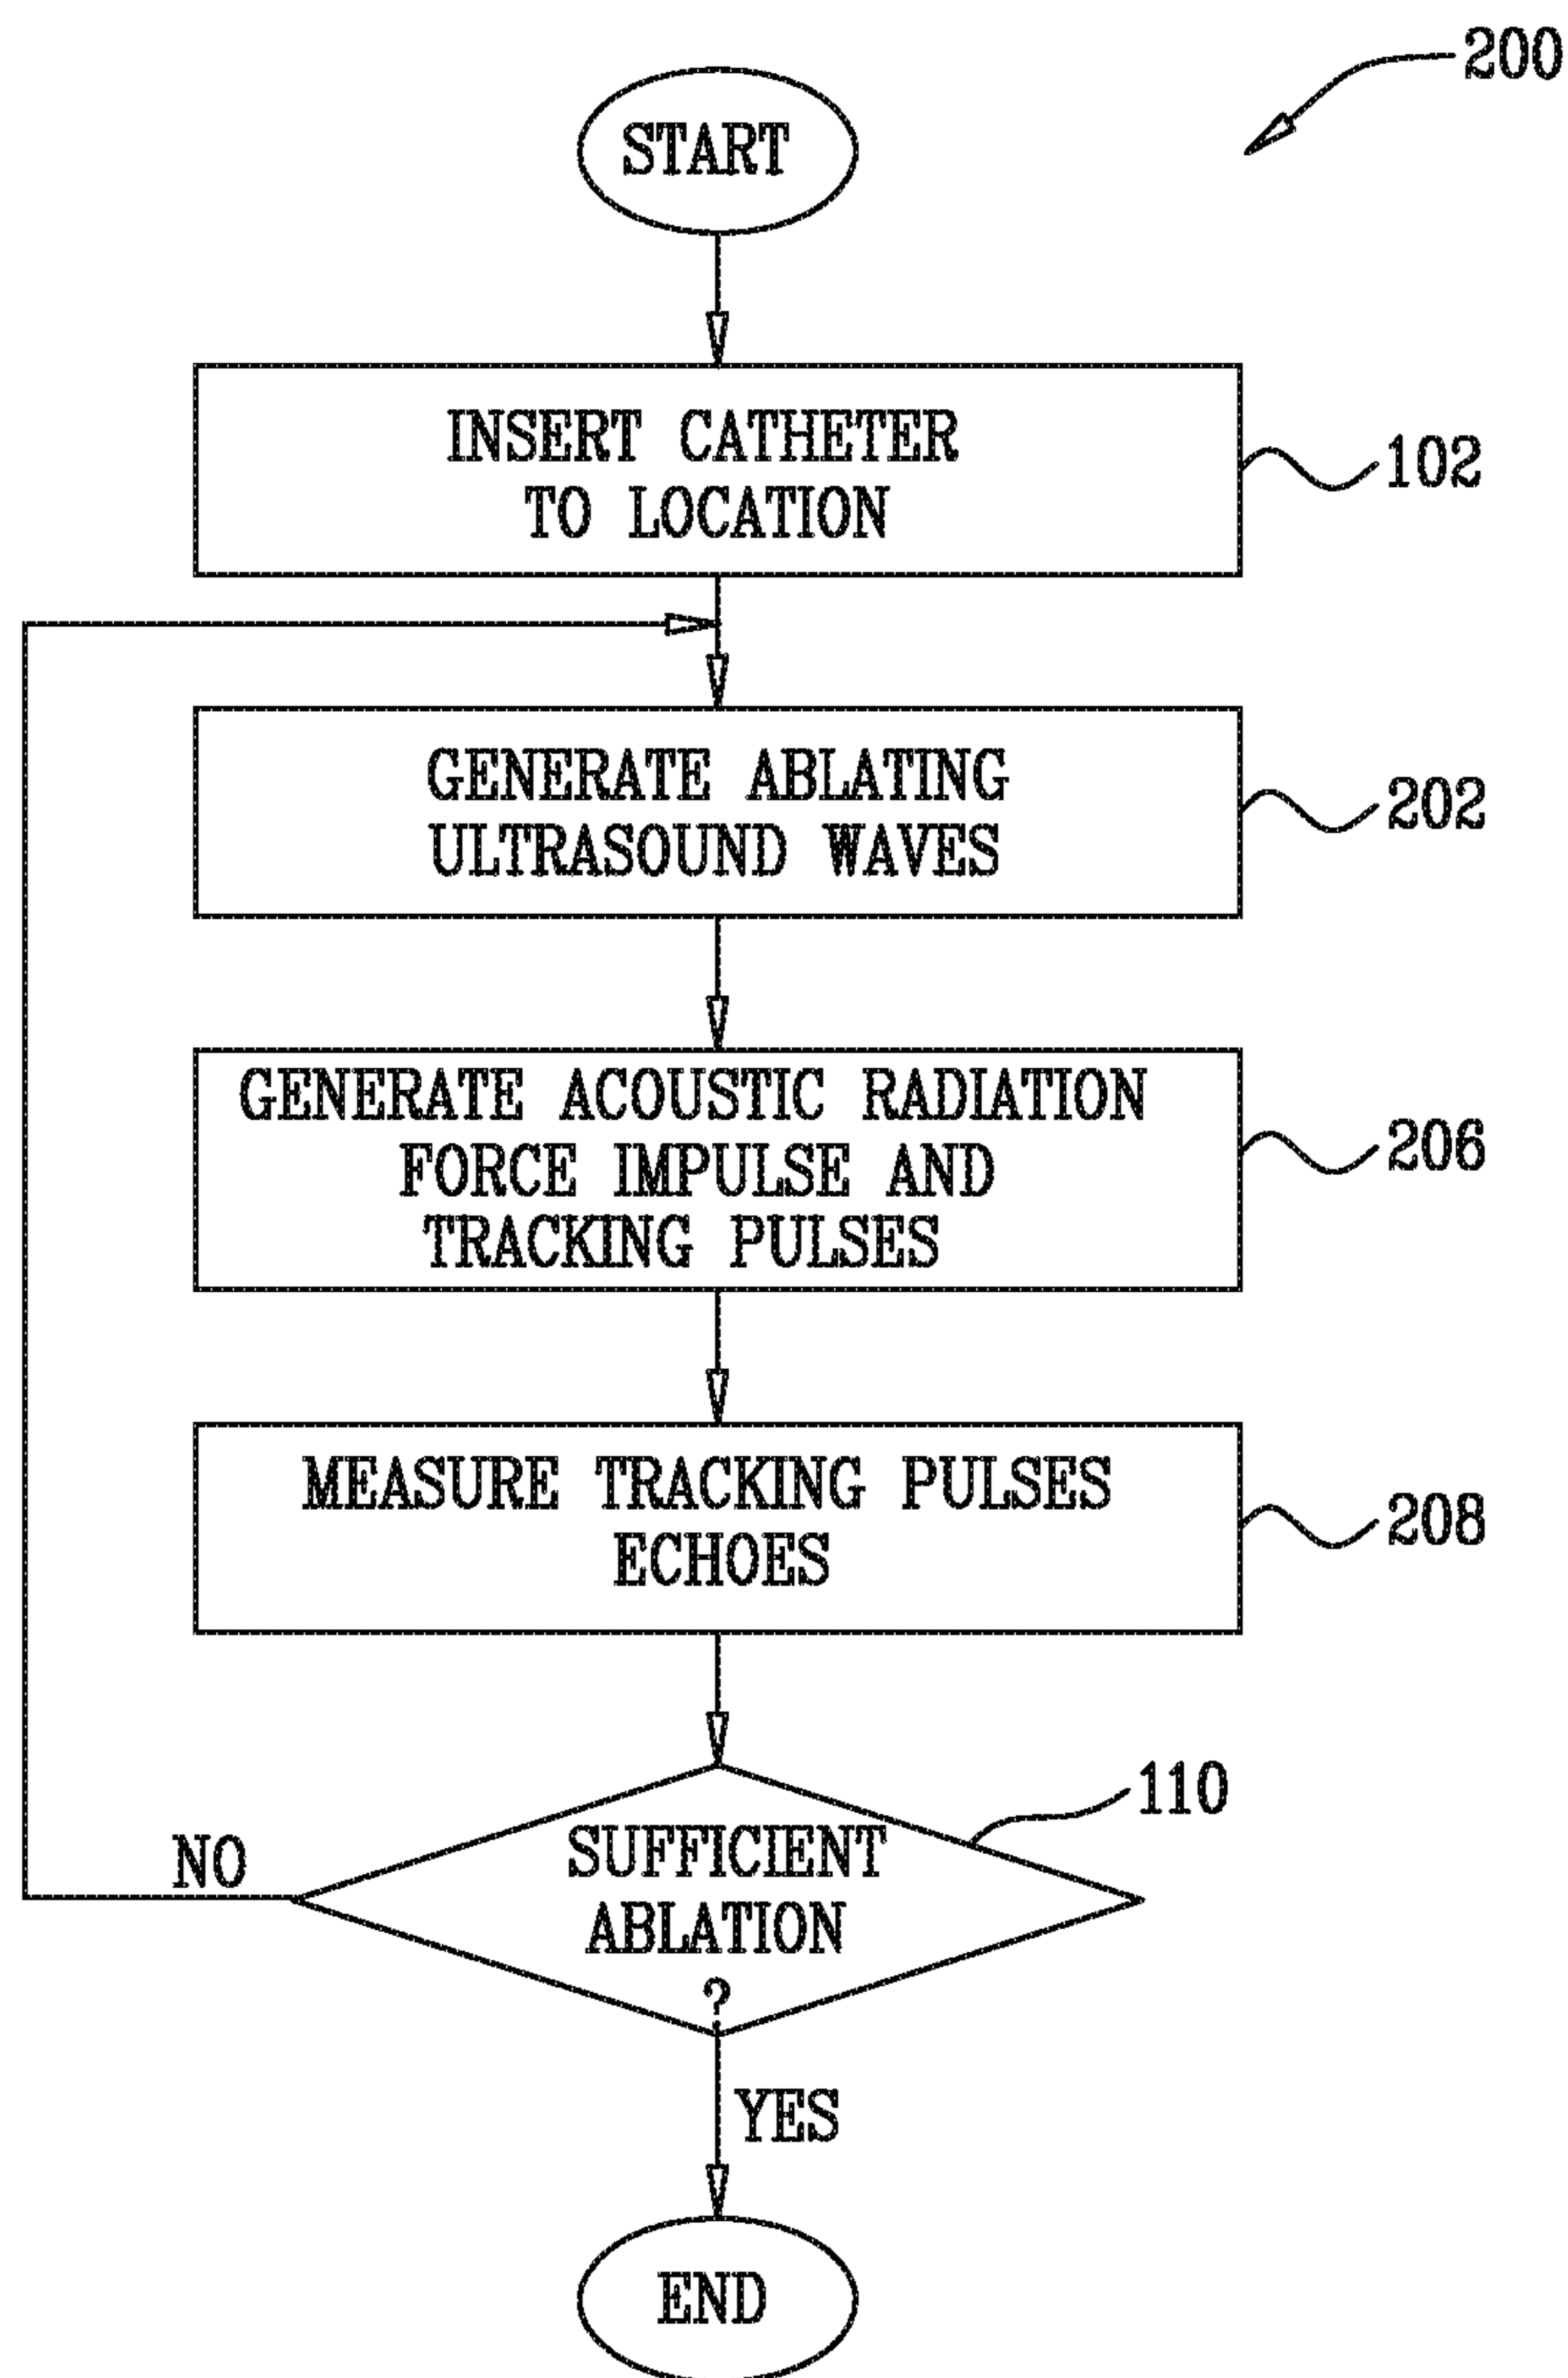 200
START
INSERT CATHETER
TO LOCATION
102
GENERATE ABLATING
ULTRASOUND WAVES
202
GENERATE ACOUSTIC RADIATION
FORCE IMPULSE AND
TRACKING PULSES
206
MEASURE TRACKING PULSES
ECHOES
208
110
SUFFICIENT
ABLATION
?
NO
YES
END